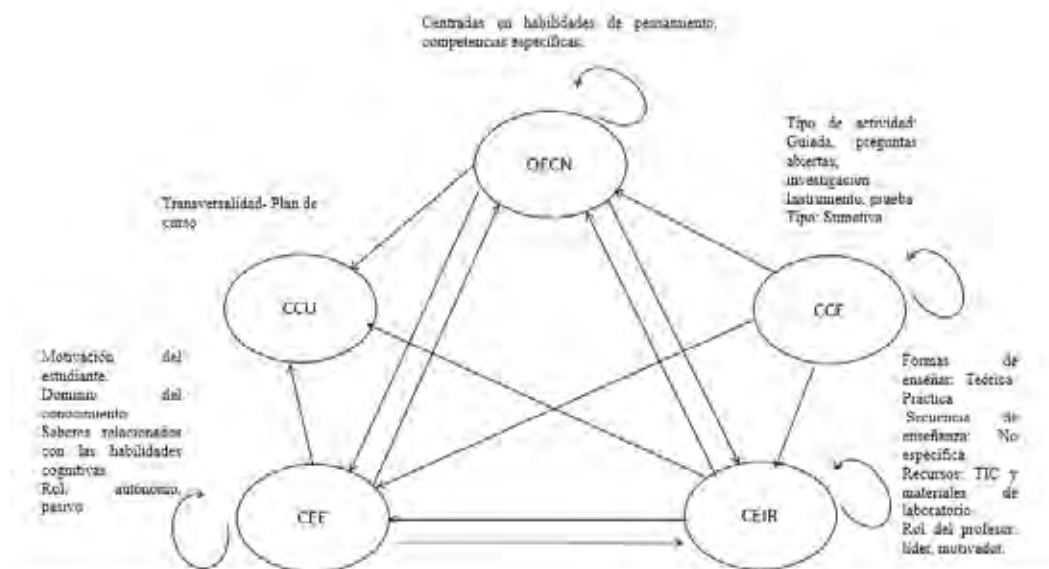 Centradas en habilidades de pensamiento,
competencias específicas.
OECN
Tipo de actividad:
Guiada, preguntas
abiertas,
investigación
Instrumento, prueba
Tipo: Sumativa
Transversalidad- Plan de
curso
CCU
CCE
Motivación del
estudiante.
Dominio del
conocimiento
Saberes relacionados
con las habilidades
cognitivas
Rol: autónomo,
pasivo
Formas de
enseñar: Teórica
Práctica
Secuencia de
enseñanza: No
especifica
Recursos: TIC y
materiales de
laboratorio
Rol del profesor:
líder, motivador.
CEIR